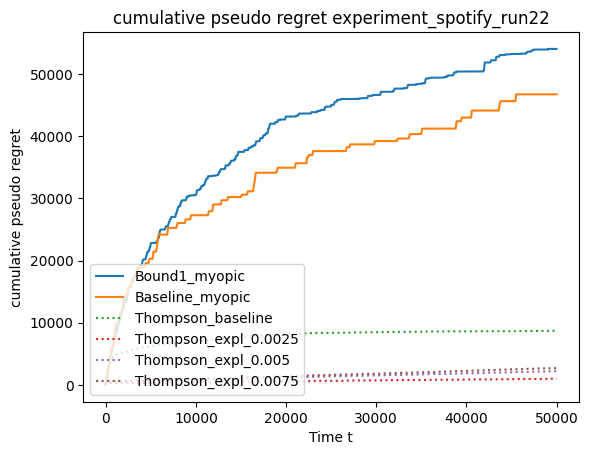 cumulative pseudo regret experiment_spotify_run22
cumulative pseudo regret
50000
40000
30000
20000
10000
0
Bound1_myopic
Baseline_myopic
Thompson_baseline
Thompson_expl_0.0025
Thompson_expl_0.005
Thompson_expl_0.0075
0 10000 20000 30000 40000 50000
Time t